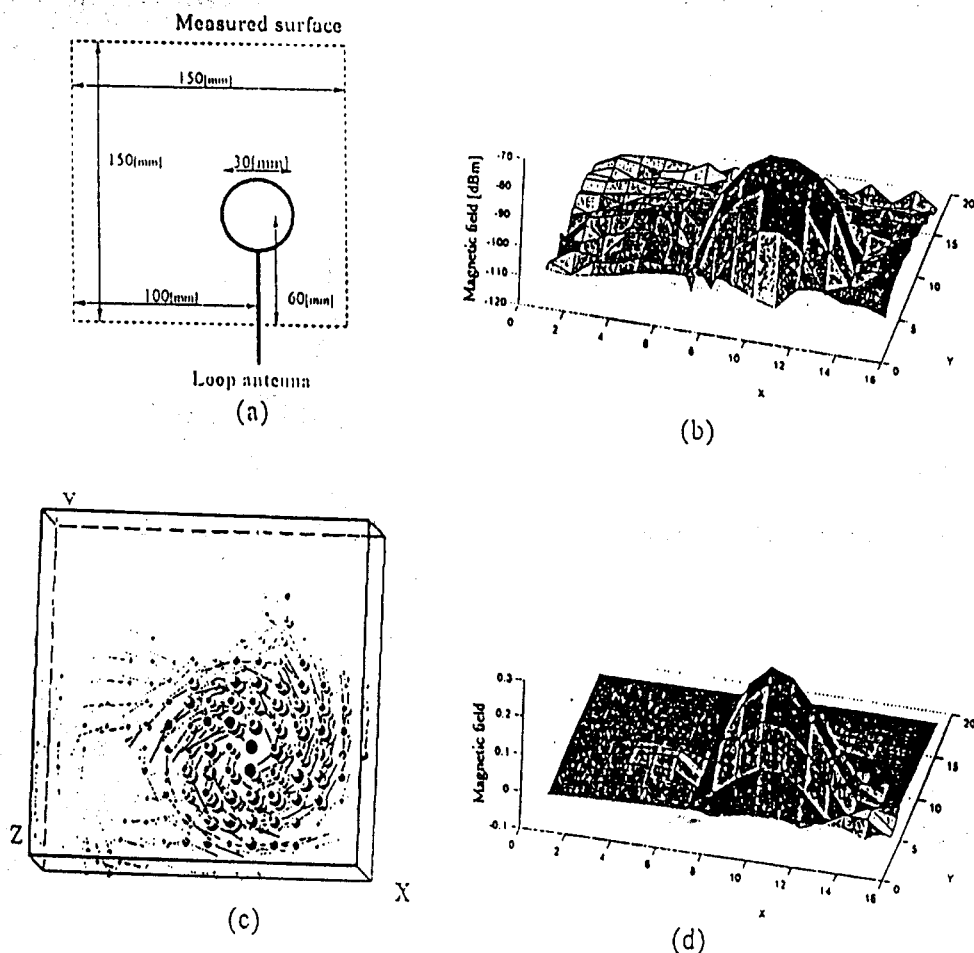 Measured surface
150[mm]
150[mm]
30[mm]
100[mm]
60[mm]
Loop antenna
(a)
Magnetic field [dBm]
-70
-80
-90
-100
-110
-120
0
2
4
6
8
10
12
14
16
X
0
5
10
15
20
Y
(b)
Y
Z
X
(c)
Magnetic field
0.3
0.2
0.1
0
-0.1
0
2
4
6
8
10
12
14
16
X
0
5
10
15
20
Y
(d)